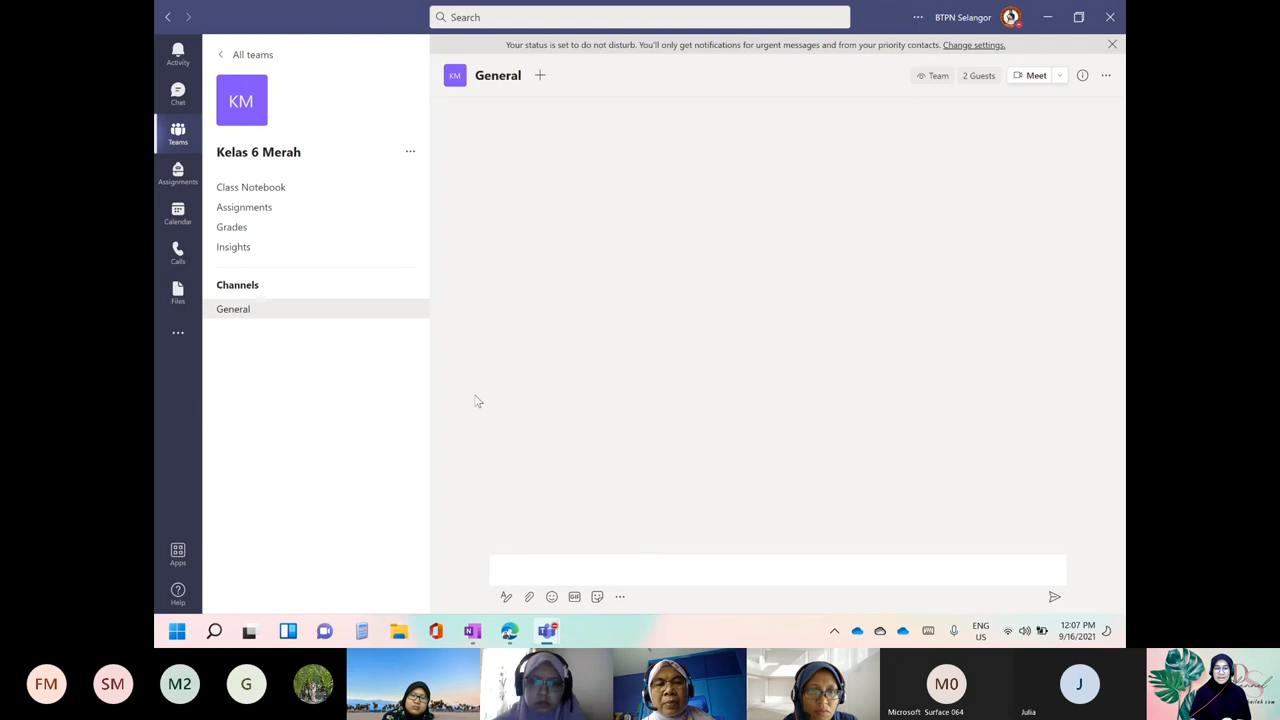 Search
BTPN Selangor
Activity
Chat
Teams
Assignments
Calendar
Calls
Files
Apps
Help
All teams
KM
Kelas 6 Merah
Class Notebook
Assignments
Grades
Insights
Channels
General
Your status is set to do not disturb. You'll only get notifications for urgent messages and from your priority contacts. Change settings.
KM
General
Team
2 Guests
Meet
GIF
ENG
US
12:07 PM
9/16/2021
FM
SM
M2
G
M0
Microsoft Surface 064
J
Julia